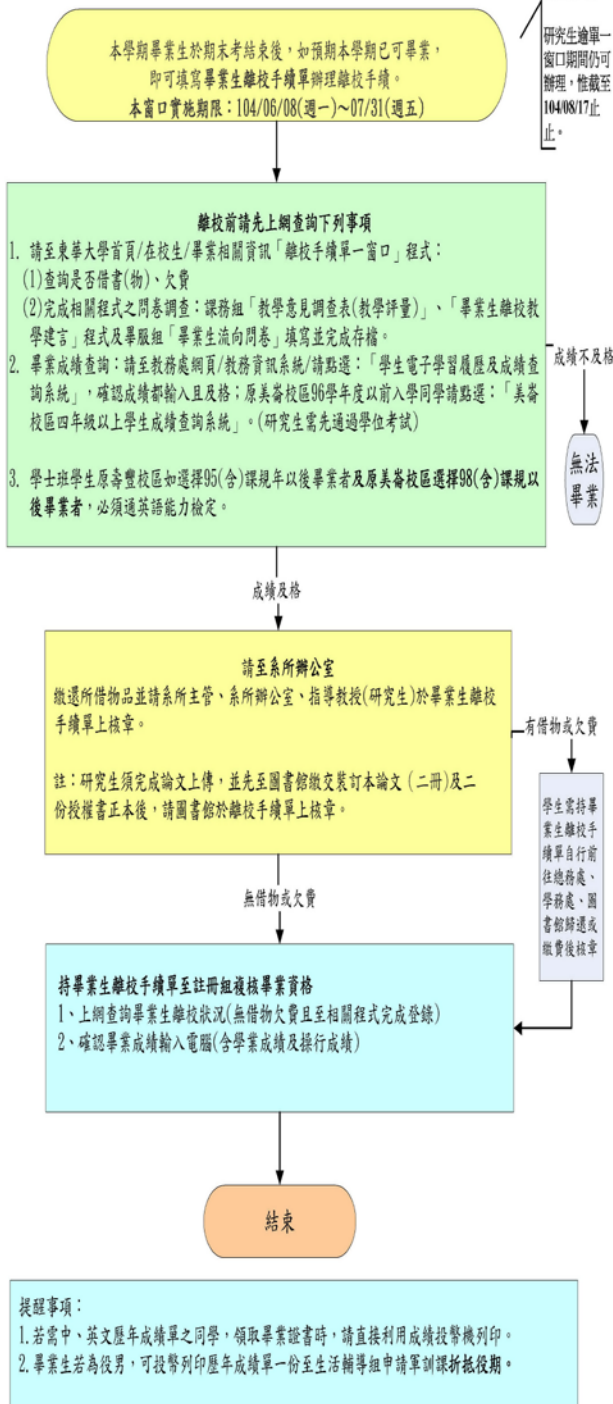 本學期畢業生於期末考結束後，如預期本學期已可畢業，
即可填寫畢業生離校手續單辦理離校手續。
本窗口實施期限：104/06/08(週一)～07/31(週五)
研究生逾單一
窗口期間仍可
辦理，惟截至
104/08/17止
止。
離校前請先上網查詢下列事項
1. 請至東華大學首頁/在校生/畢業相關資訊「離校手續單一窗口」程式：
(1)查詢是否借書(物)、欠費
(2)完成相關程式之問卷調查：課務組「教學意見調查表(教學評量)」、「畢業生離校教
學建言」程式及畢服組「畢業生流向問卷」填寫並完成存檔。
2. 畢業成績查詢：請至教務處網頁/教務資訊系統/請點選：「學生電子學習履歷及成績查
詢系統」，確認成績都輸入且及格；原美崙校區96學年度以前入學同學請點選：「美崙
校區四年級以上學生成績查詢系統」。(研究生需先通過學位考試)
3. 學士班學生原壽豐校區如選擇95(含)課規年以後畢業者及原美崙校區選擇98(含)課規以
後畢業者，必須通英語能力檢定。
成績不及格
無法
畢業
成績及格
請至系所辦公室
繳還所借物品並請系所主管、系所辦公室、指導教授(研究生)於畢業生離校
手續單上核章。
註：研究生須完成論文上傳，並先至圖書館繳交裝訂本論文（二冊)及二
份授權書正本後，請圖書館於離校手續單上核章。
有借物或欠費
學生需持畢
業生離校手
續單自行前
往總務處、
學務處、圖
書館歸還或
繳費後核章
無借物或欠費
持畢業生離校手續單至註冊組複核畢業資格
1、上網查詢畢業生離校狀況(無借物欠費且至相關程式完成登錄)
2、確認畢業成績輸入電腦(含學業成績及操行成績)
結束
提醒事項：
1.若需中、英文歷年成績單之同學，領取畢業證書時，請直接利用成績投幣機列印。
2.畢業生若為役男，可投幣列印歷年成績單一份至生活輔導組申請軍訓課折抵役期。